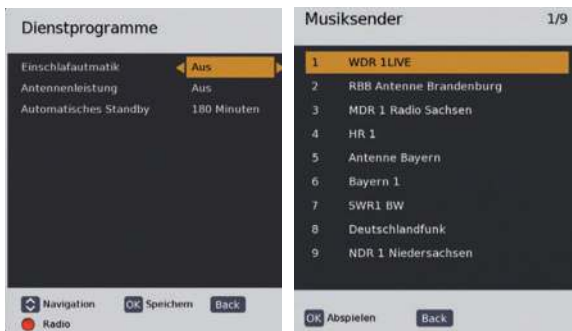 Dienstprogramme
Einschlafautmatik Aus
Antennenleistung Aus
Automatisches Standby 180 Minuten
Navigation OK Speichern Back
Radio
Musiksender 1/9
1 WDR 1LIVE
2 RBB Antenne Brandenburg
3 MDR 1 Radio Sachsen
4 HR 1
5 Antenne Bayern
6 Bayern 1
7 SWR1 BW
8 Deutschlandfunk
9 NDR 1 Niedersachsen
OK Abspielen Back